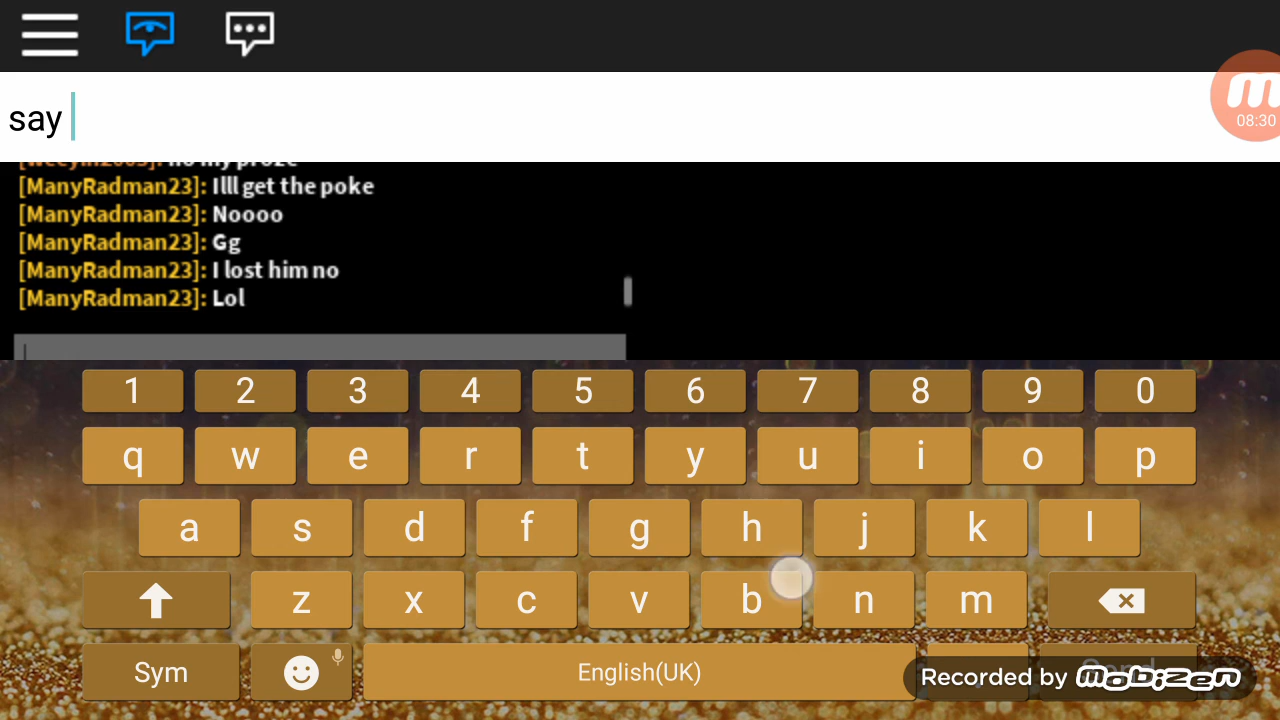 say
08:30
[ManyRadman23]: Illl get the poke
[ManyRadman23]: Noooo
[ManyRadman23]: Gg
[ManyRadman23]: I lost him no
[ManyRadman23]: Lol
1 2 3 4 5 6 7 8 9 0
q w e r t y u i o p
a s d f g h j k l
z x c v b n m
Sym English(UK) Send
Recorded by mobizen